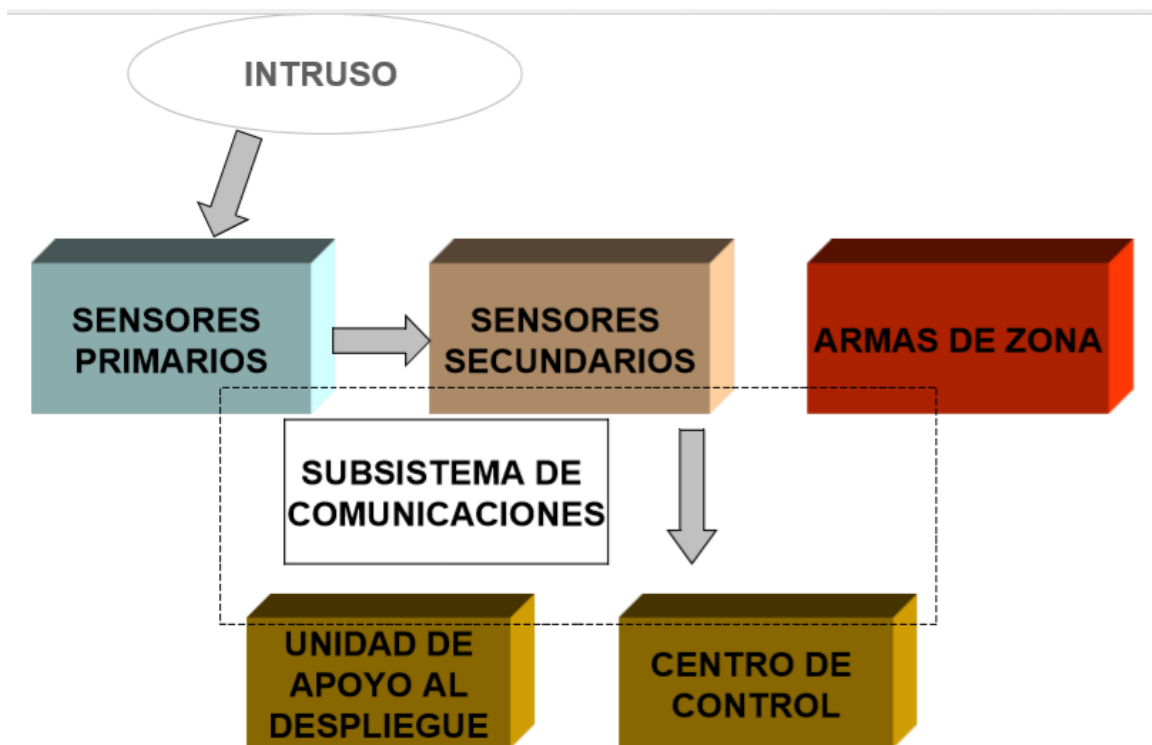 INTRUSO
SENSORES
PRIMARIOS
SENSORES
SECUNDARIOS
ARMAS DE ZONA
SUBSISTEMA DE
COMUNICACIONES
UNIDAD DE
APOYO AL
DESPLIEGUE
CENTRO DE
CONTROL